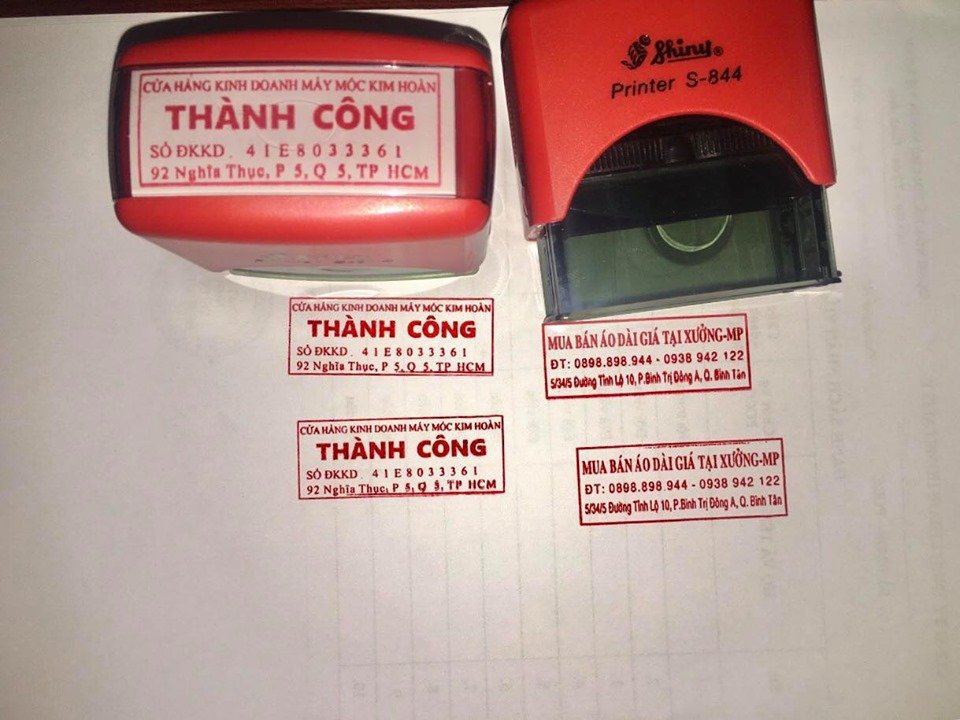 CỬA HÀNG KINH DOANH MÁY MÓC KIM HOÀN
THÀNH CÔNG
SỐ ĐKKD. 41E8033361
92 Nghĩa Thục, P 5, Q 5, TP HCM
Shiny®
Printer S-844
CỬA HÀNG KINH DOANH MÁY MÓC KIM HOÀN
THÀNH CÔNG
SỐ ĐKKD. 41E8033361
92 Nghĩa Thục, P 5, Q 5, TP HCM
MUA BÁN ÁO DÀI GIÁ TẠI XƯỞNG-MP
ĐT: 0898.898.944 - 0938 942 122
5/34/5 Đường Tỉnh Lộ 10, P.Bình Trị Đông A, Q. Bình Tân
CỬA HÀNG KINH DOANH MÁY MÓC KIM HOÀN
THÀNH CÔNG
SỐ ĐKKD. 41E8033361
92 Nghĩa Thục, P 5, Q 5, TP HCM
MUA BÁN ÁO DÀI GIÁ TẠI XƯỞNG-MP
ĐT: 0898.898.944 - 0938 942 122
5/34/5 Đường Tỉnh Lộ 10, P.Bình Trị Đông A, Q. Bình Tân